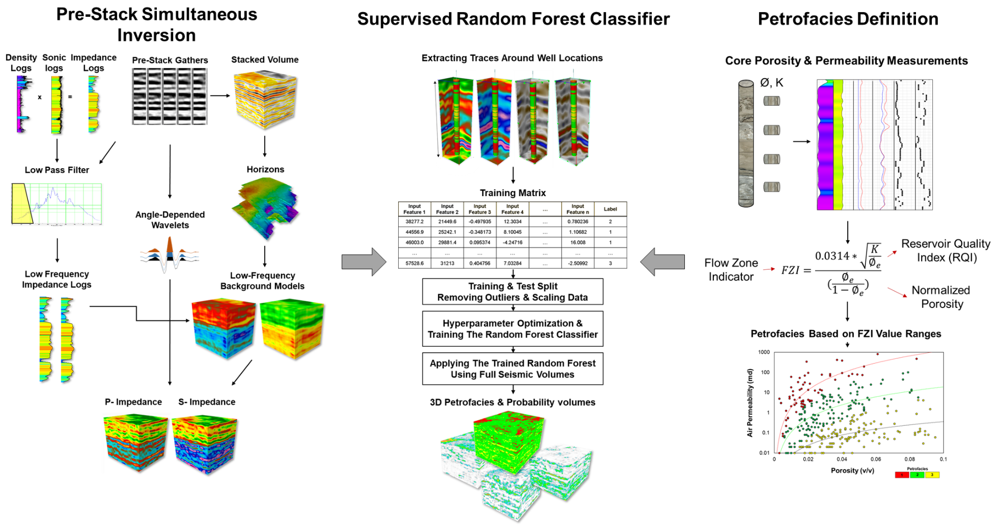 Pre-Stack Simultaneous
Inversion
Density
Logs
Sonic
logs
Impedance
Logs
x
=
Pre-Stack Gathers
Stacked Volume
Low Pass Filter
Horizons
Angle-Depended
Wavelets
Low Frequency
Impedance Logs
Low-Frequency
Background Models
P- Impedance
S- Impedance
Supervised Random Forest Classifier
Extracting Traces Around Well Locations
Training Matrix
Input Feature 1 Input Feature 2 Input Feature 3 Input Feature 4 ... Input Feature n Label
38277.2 21449.6 -0.497935 12.3034 ... 0.780236 2
44556.9 25242.1 -0.348173 8.10045 ... 1.10682 1
46003.0 29881.4 0.095374 -4.24716 ... 16.008 1
... ... ... ... ... ... ...
57528.6 31213 0.404756 7.03284 ... -2.50992 3
Training & Test Split
Removing Outliers & Scaling Data
Hyperparameter Optimization &
Training The Random Forest Classifier
Applying The Trained Random Forest
Using Full Seismic Volumes
3D Petrofacies & Probability volumes
Petrofacies Definition
Core Porosity & Permeability Measurements
Ø, K
Flow Zone
Indicator
FZI = (0.0314 * √(K/Ø_e)) / (Ø_e/(1 − Ø_e))
Reservoir Quality
Index (RQI)
Normalized
Porosity
Petrofacies Based on FZI Value Ranges
Air Permeability (md)
1000
100
10
1
0.1
0.01
0 0.02 0.04 0.06 0.08 0.1
Porosity (v/v)
Petrofacies
1 2 3